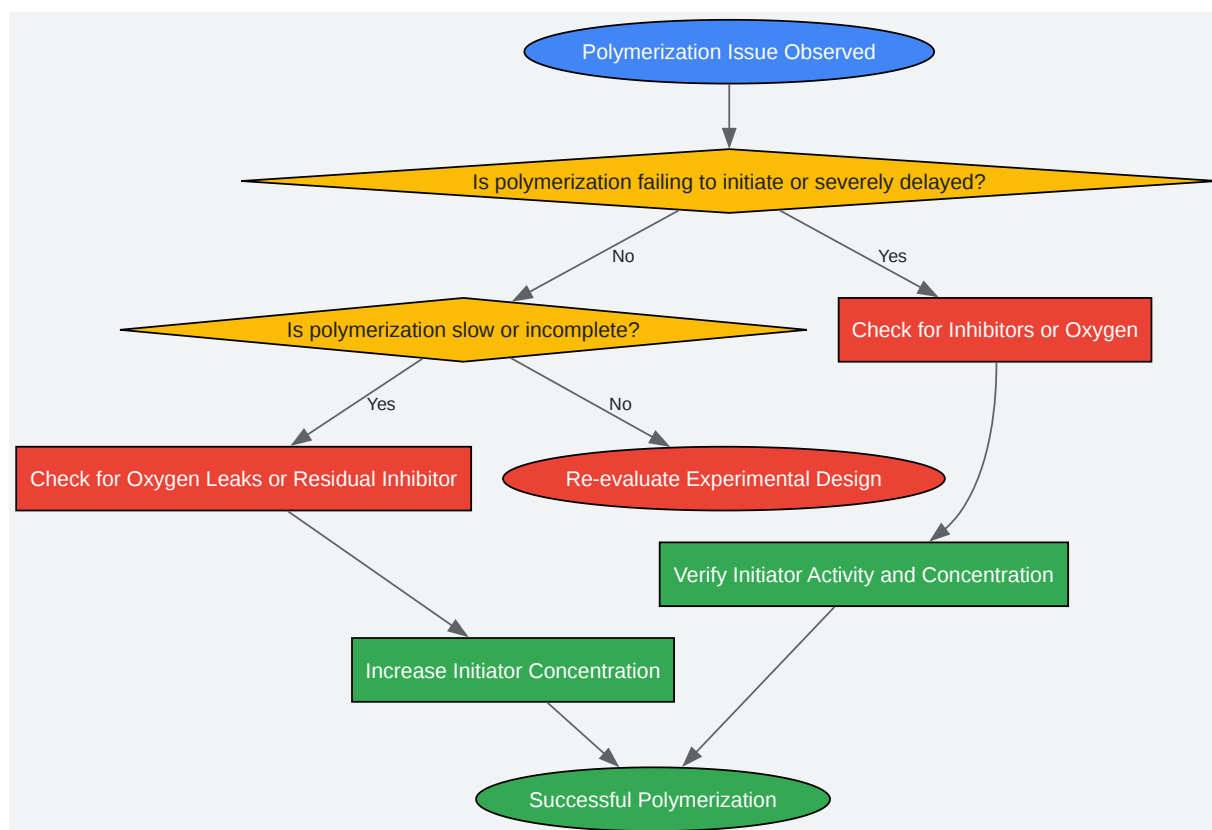 Polymerization Issue Observed
Is polymerization failing to initiate or severely delayed?
No
Yes
Is polymerization slow or incomplete?
Check for Inhibitors or Oxygen
Yes
No
Check for Oxygen Leaks or Residual Inhibitor
Re-evaluate Experimental Design
Verify Initiator Activity and Concentration
Increase Initiator Concentration
Successful Polymerization